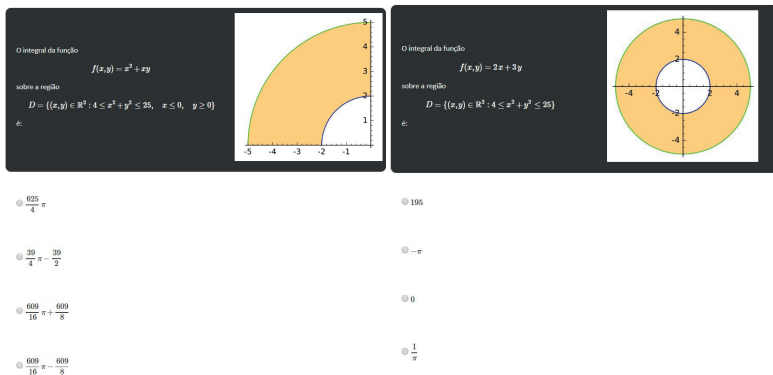 O integral da função
f(x,y) = x² + xy
sobre a região
D = {(x,y) ∈ ℝ² : 4 ≤ x² + y² ≤ 25, x ≤ 0, y ≥ 0}
é:
5
4
3
2
1
-5 -4 -3 -2 -1
625/4 π
39/4 π − 39/2
609/16 π + 609/8
609/16 π − 609/8
O integral da função
f(x,y) = 2x + 3y
sobre a região
D = {(x,y) ∈ ℝ² : 4 ≤ x² + y² ≤ 25}
é:
4
2
-4 -2 2 4
-2
-4
195
−π
0
1/π